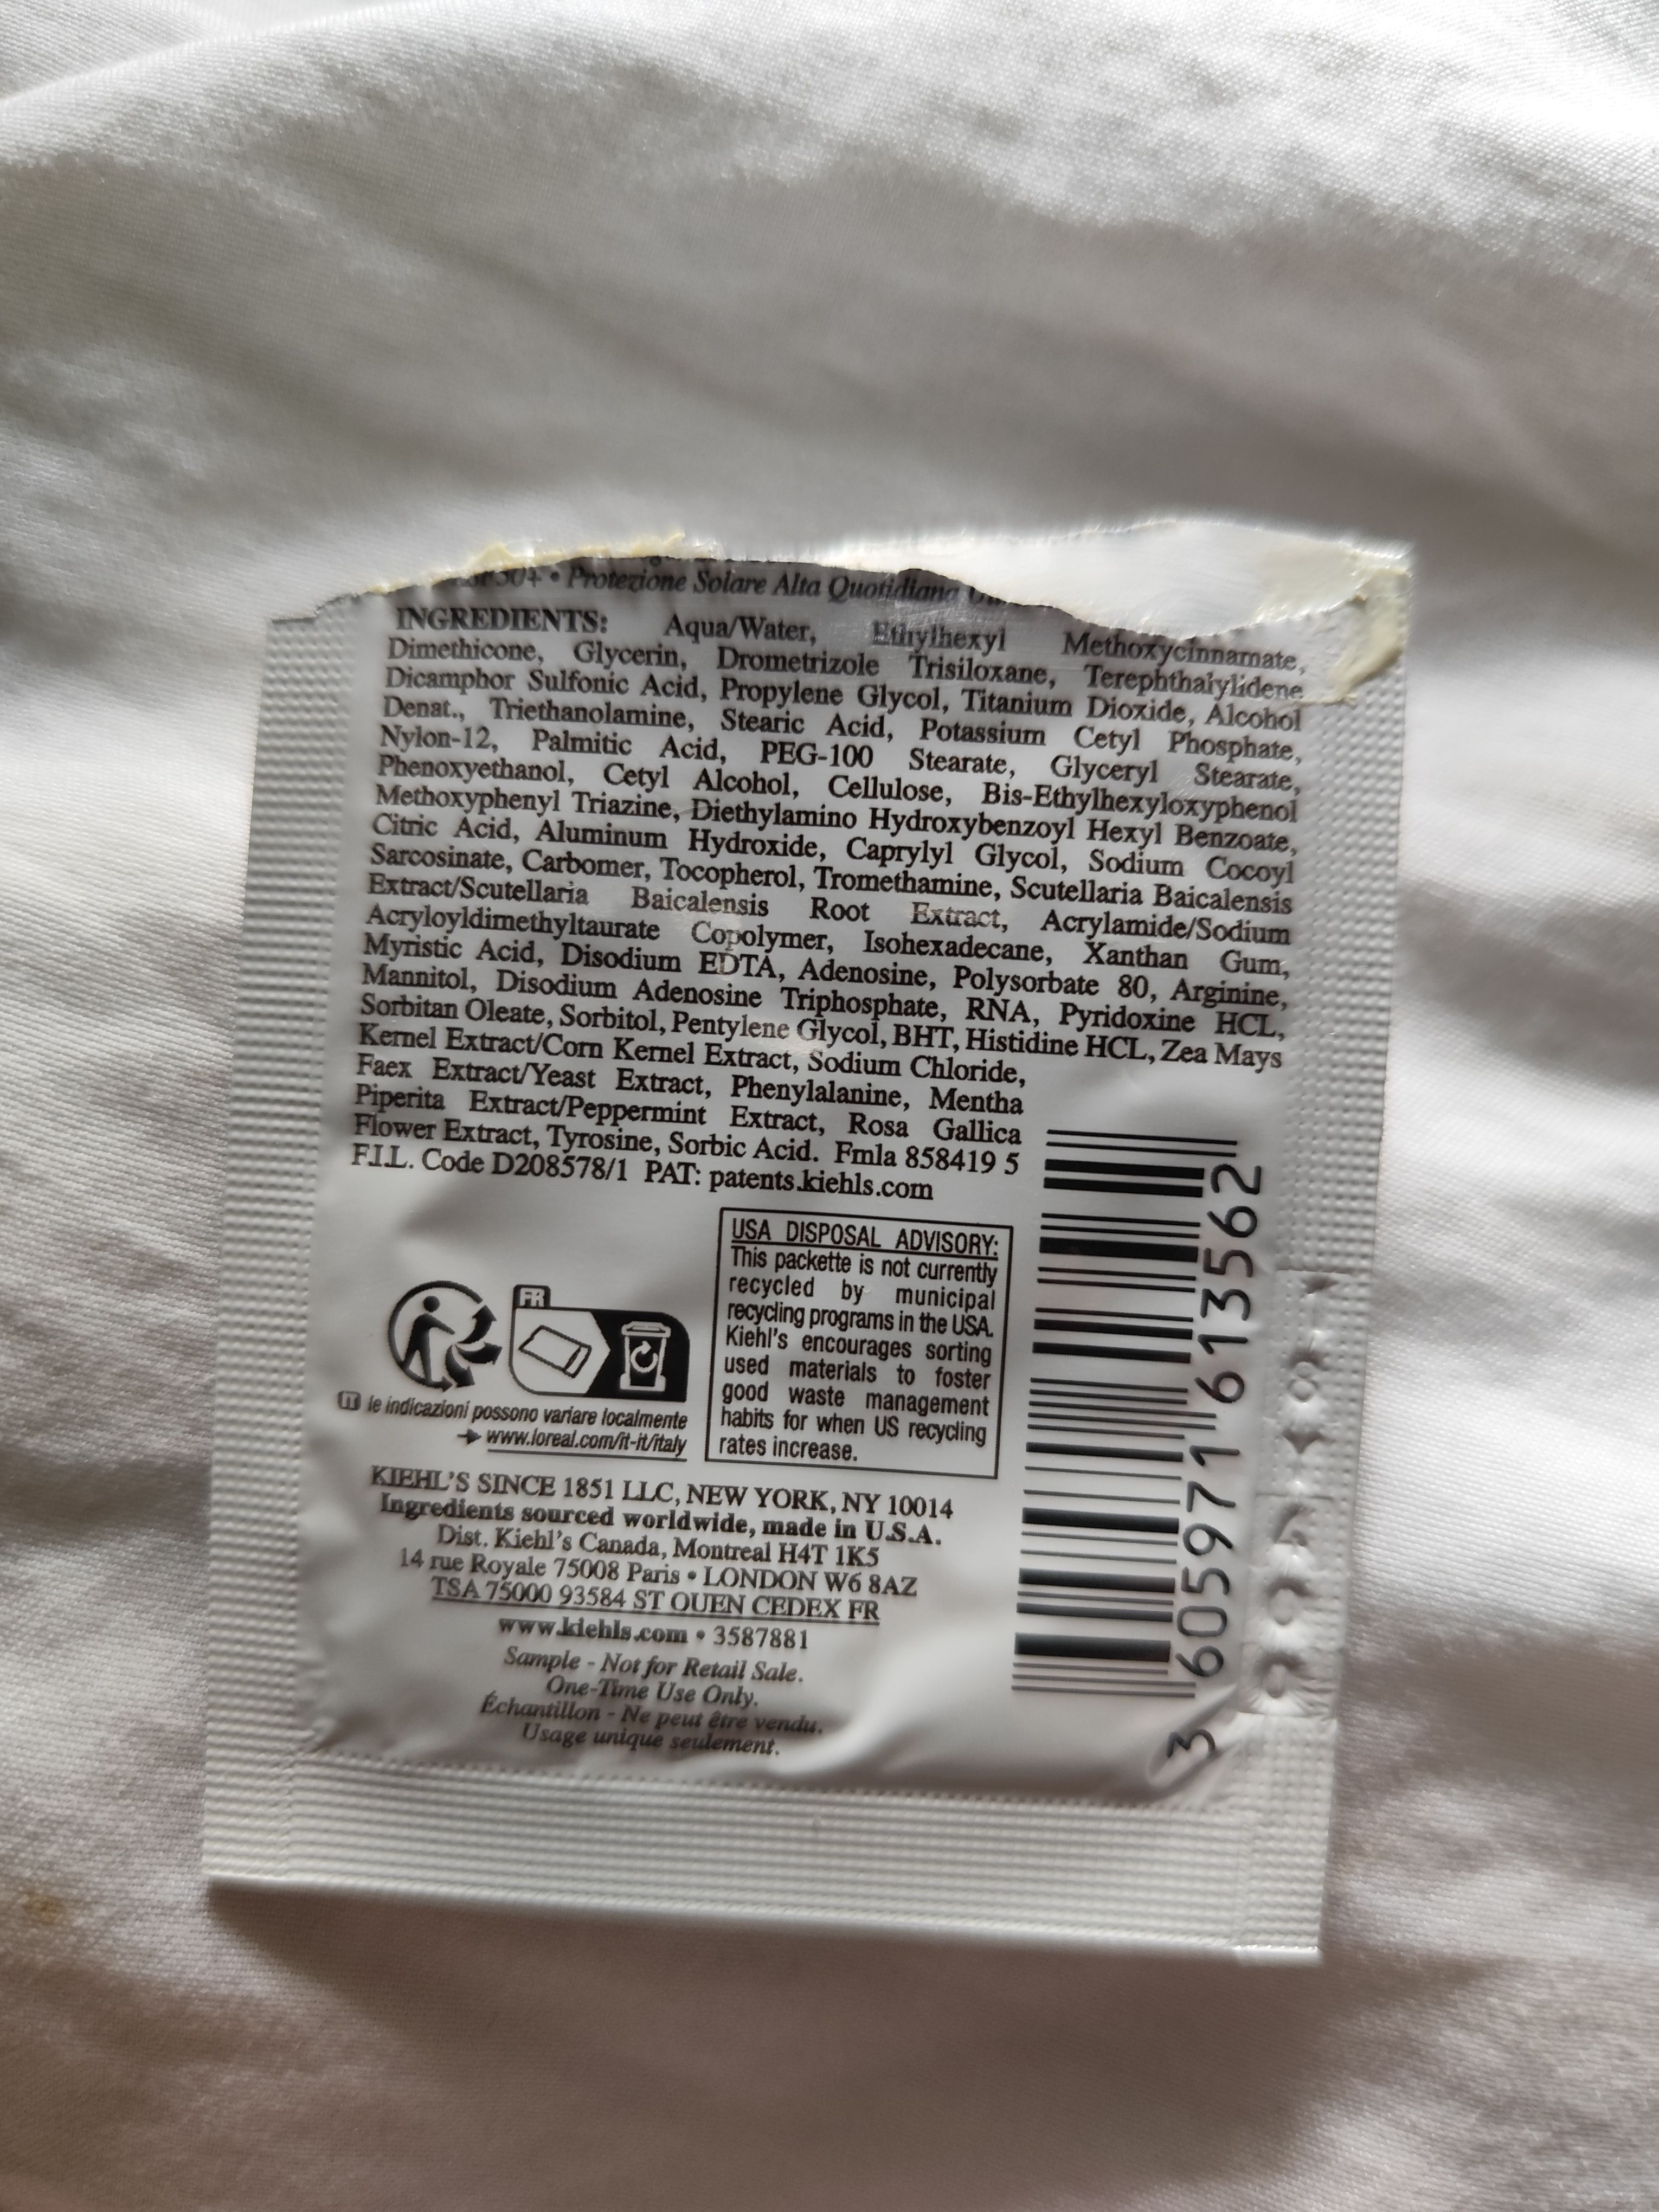 • Protezione Solare Alta Quotidiana
INGREDIENTS: Aqua/Water, Ethylhexyl Methoxycinnamate,
Dimethicone, Glycerin, Drometrizole Trisiloxane, Terephthalylidene
Dicamphor Sulfonic Acid, Propylene Glycol, Titanium Dioxide, Alcohol
Denat., Triethanolamine, Stearic Acid, Potassium Cetyl Phosphate,
Nylon-12, Palmitic Acid, PEG-100 Stearate, Glyceryl Stearate,
Phenoxyethanol, Cetyl Alcohol, Cellulose, Bis-Ethylhexyloxyphenol
Methoxyphenyl Triazine, Diethylamino Hydroxybenzoyl Hexyl Benzoate,
Citric Acid, Aluminum Hydroxide, Caprylyl Glycol, Sodium Cocoyl
Sarcosinate, Carbomer, Tocopherol, Tromethamine, Scutellaria Baicalensis
Extract/Scutellaria Baicalensis Root Extract, Acrylamide/Sodium
Acryloyldimethyltaurate Copolymer, Isohexadecane, Xanthan Gum,
Myristic Acid, Disodium EDTA, Adenosine, Polysorbate 80, Arginine,
Mannitol, Disodium Adenosine Triphosphate, RNA, Pyridoxine HCL,
Sorbitan Oleate, Sorbitol, Pentylene Glycol, BHT, Histidine HCL, Zea Mays
Kernel Extract/Corn Kernel Extract, Sodium Chloride,
Faex Extract/Yeast Extract, Phenylalanine, Mentha
Piperita Extract/Peppermint Extract, Rosa Gallica
Flower Extract, Tyrosine, Sorbic Acid. Fmla 858419 5
F.I.L. Code D208578/1 PAT: patents.kiehls.com
USA DISPOSAL ADVISORY:
This packette is not currently
recycled by municipal
recycling programs in the USA.
Kiehl's encourages sorting
used materials to foster
good waste management
habits for when US recycling
rates increase.
FR
IT le indicazioni possono variare localmente
www.loreal.com/it-it/italy
KIEHL'S SINCE 1851 LLC, NEW YORK, NY 10014
Ingredients sourced worldwide, made in U.S.A.
Dist. Kiehl's Canada, Montreal H4T 1K5
14 rue Royale 75008 Paris • LONDON W6 8AZ
TSA 75000 93584 ST OUEN CEDEX FR
www.kiehls.com • 3587881
Sample - Not for Retail Sale.
One-Time Use Only.
Échantillon - Ne peut être vendu.
Usage unique seulement.
3 605971 613562